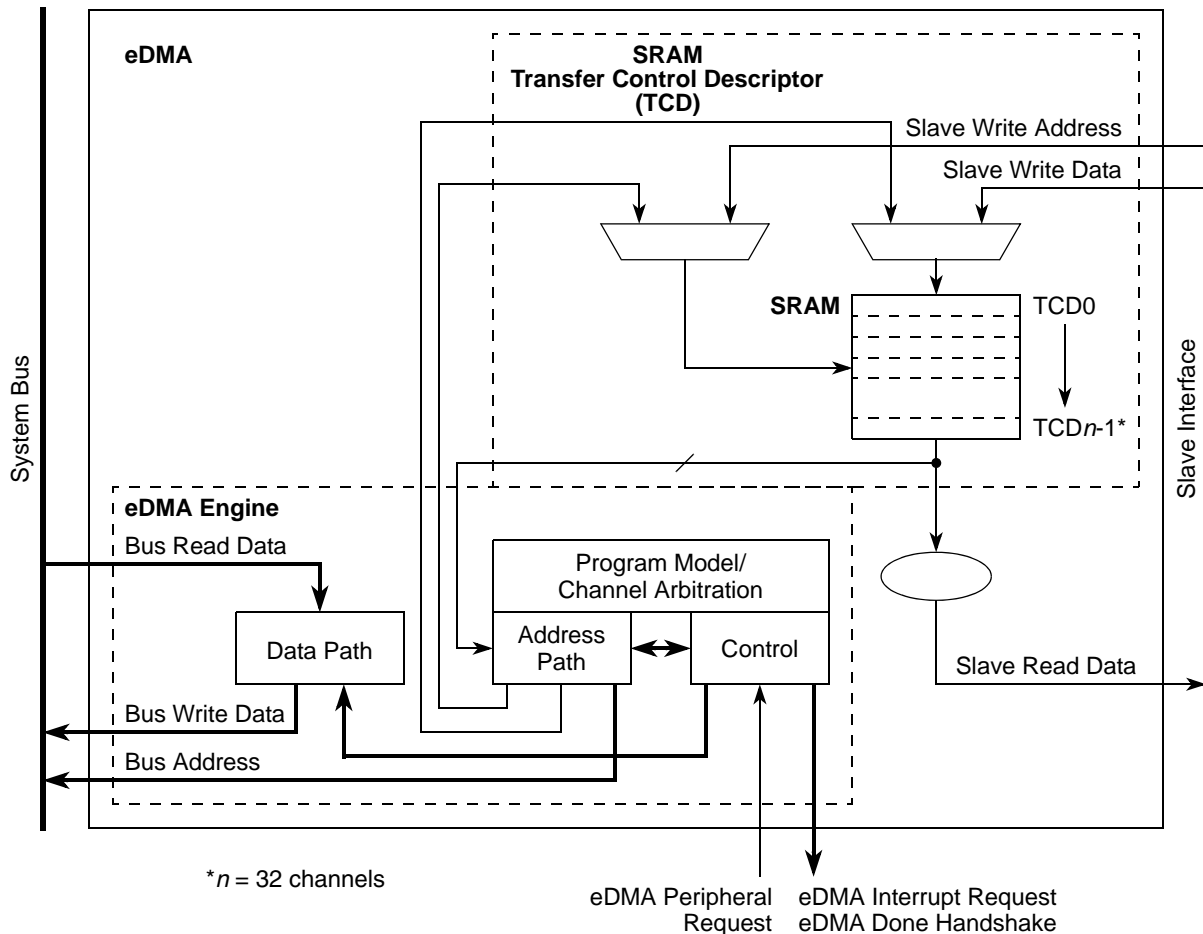 eDMA
SRAM
Transfer Control Descriptor
(TCD)
Slave Write Address
Slave Write Data
SRAM
TCD0
TCDn-1*
System Bus
Slave Interface
eDMA Engine
Bus Read Data
Program Model/
Channel Arbitration
Data Path
Address
Path
Control
Slave Read Data
Bus Write Data
Bus Address
*n = 32 channels
eDMA Peripheral
Request
eDMA Interrupt Request
eDMA Done Handshake